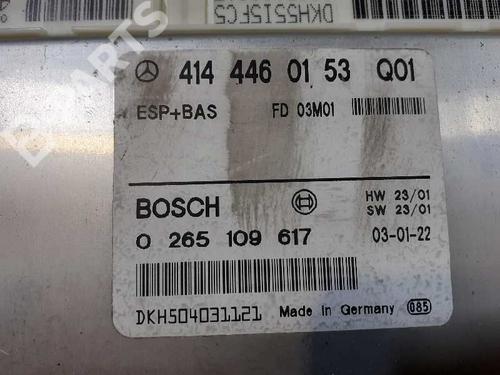 DKH5515FC5
B PARTS
414 446 01 53 Q01
ESP+BAS FD 03M01
BOSCH HW 23/01
SW 23/01
0 265 109 617 03-01-22
DKH504031121 Made in Germany 085